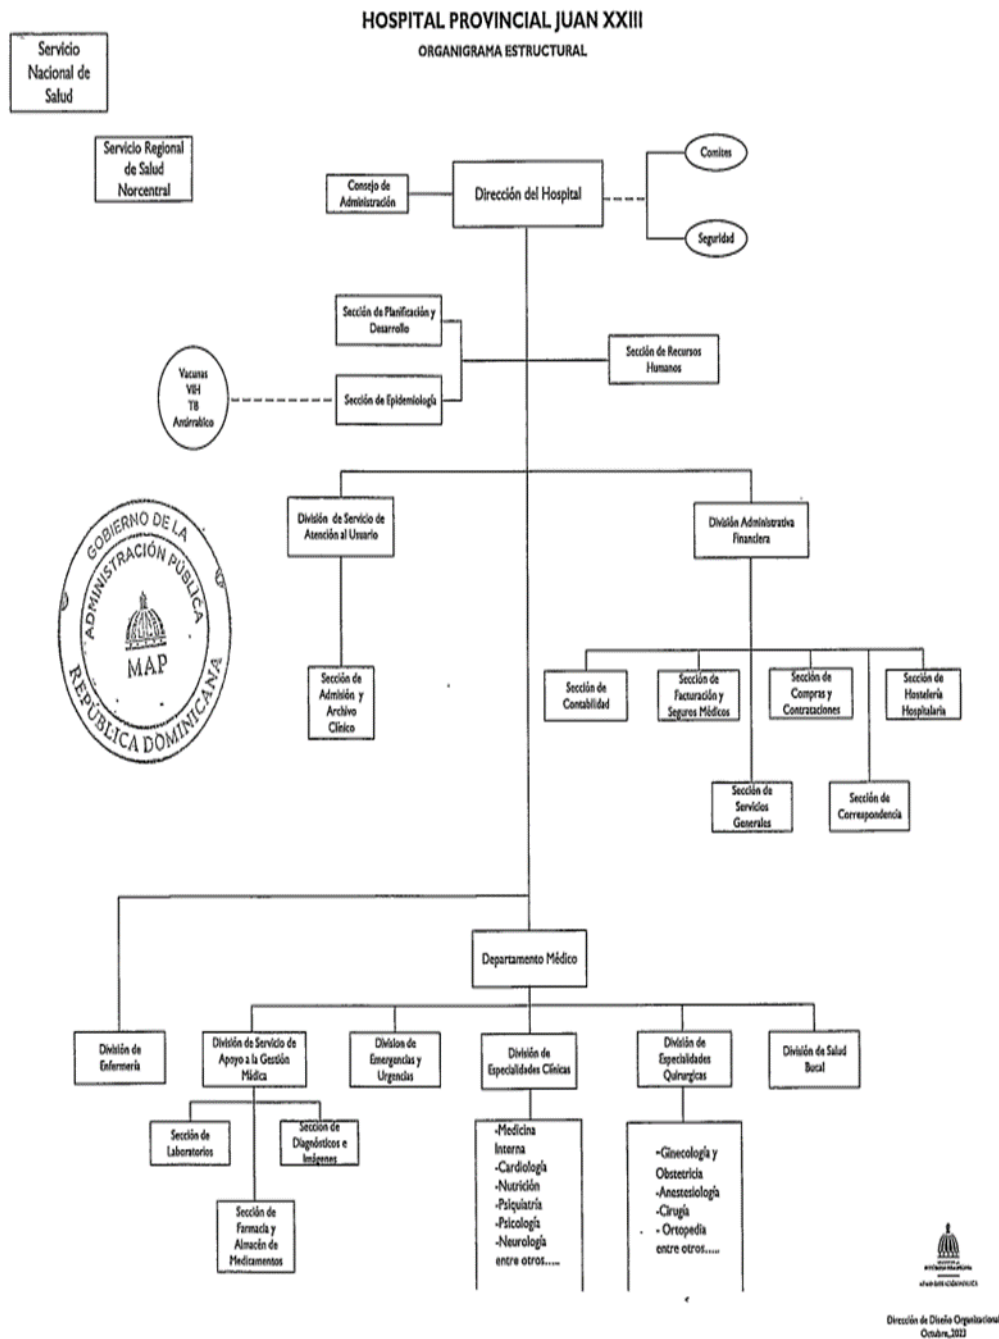 HOSPITAL PROVINCIAL JUAN XXIII
ORGANIGRAMA ESTRUCTURAL
Servicio
Nacional de
Salud
Servicio Regional
de Salud
Norcentral
Consejo de
Administración
Dirección del Hospital
Comites
Seguridad
Sección de Planificación y
Desarrollo
Sección de Recursos
Humanos
Vacunas
VIH
TB
Antirrabico
Sección de Epidemiología
División de Servicio de
Atención al Usuario
División Administrativa
Financiera
GOBIERNO DE LA
REPÚBLICA DOMINICANA
ADMINISTRACIÓN PÚBLICA
MAP
Sección de
Admisión y
Archivo
Clínico
Sección de
Contabilidad
Sección de
Facturación y
Seguros Médicos
Sección de
Compras y
Contrataciones
Sección de
Hostelería
Hospitalaria
Sección de
Servicios
Generales
Sección de
Correspondencia
Departamento Médico
División de
Enfermería
División de Servicio de
Apoyo a la Gestión
Médica
Division de
Emergencias y
Urgencias
División de
Especialidades Clínicas
División de
Especialidades
Quirurgicas
División de Salud
Bucal
Sección de
Laboratorios
Sección de
Diagnósticos e
Imágenes
Sección de
Farmacia y
Almacén de
Medicamentos
-Medicina
Interna
-Cardiología
-Nutrición
-Psiquiatría
-Psicología
-Neurología
entre otros.....
-Ginecología y
Obstetricia
-Anestesiología
-Cirugía
- Ortopedia
entre otros.....
Dirección de Diseño Organizacional
Octubre,2023